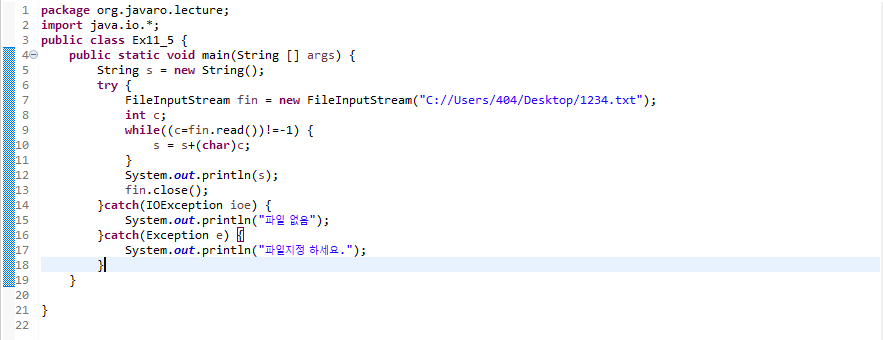 1 package org.javaro.lecture;
2 import java.io.*;
3 public class Ex11_5 {
4 public static void main(String [] args) {
5 String s = new String();
6 try {
7 FileInputStream fin = new FileInputStream("C://Users/404/Desktop/1234.txt");
8 int c;
9 while((c=fin.read())!=-1) {
10 s = s+(char)c;
11 }
12 System.out.println(s);
13 fin.close();
14 }catch(IOException ioe) {
15 System.out.println("파일 없음");
16 }catch(Exception e) {
17 System.out.println("파일지정 하세요.");
18 }
19 }
20
21 }
22